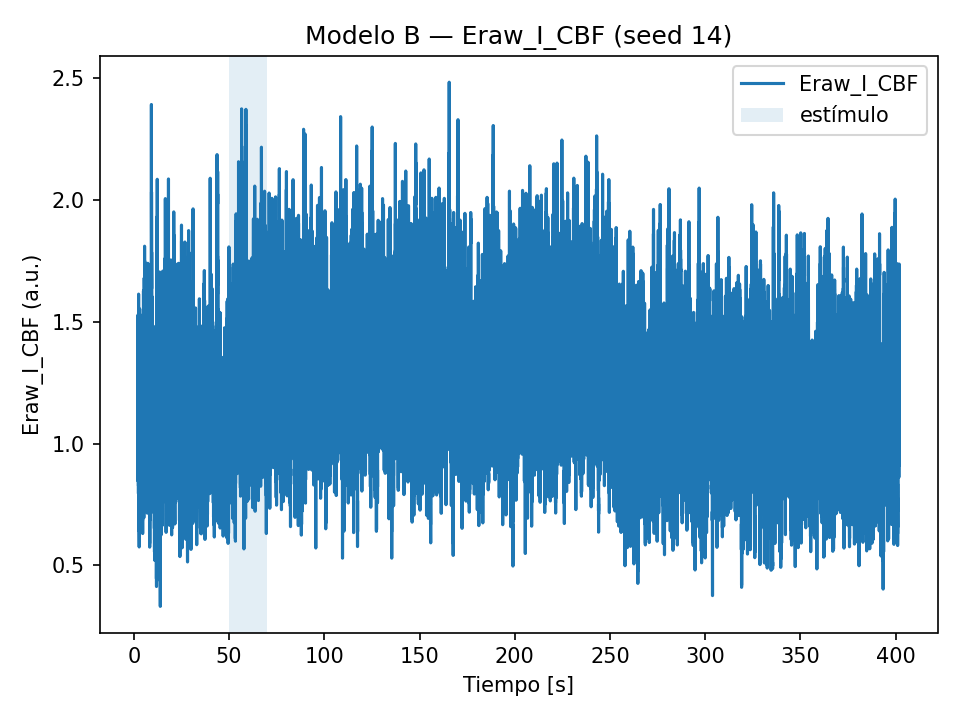 Modelo B — Eraw_I_CBF (seed 14)
Eraw_I_CBF
estímulo
Eraw_I_CBF (a.u.)
2.5
2.0
1.5
1.0
0.5
0 50 100 150 200 250 300 350 400
Tiempo [s]